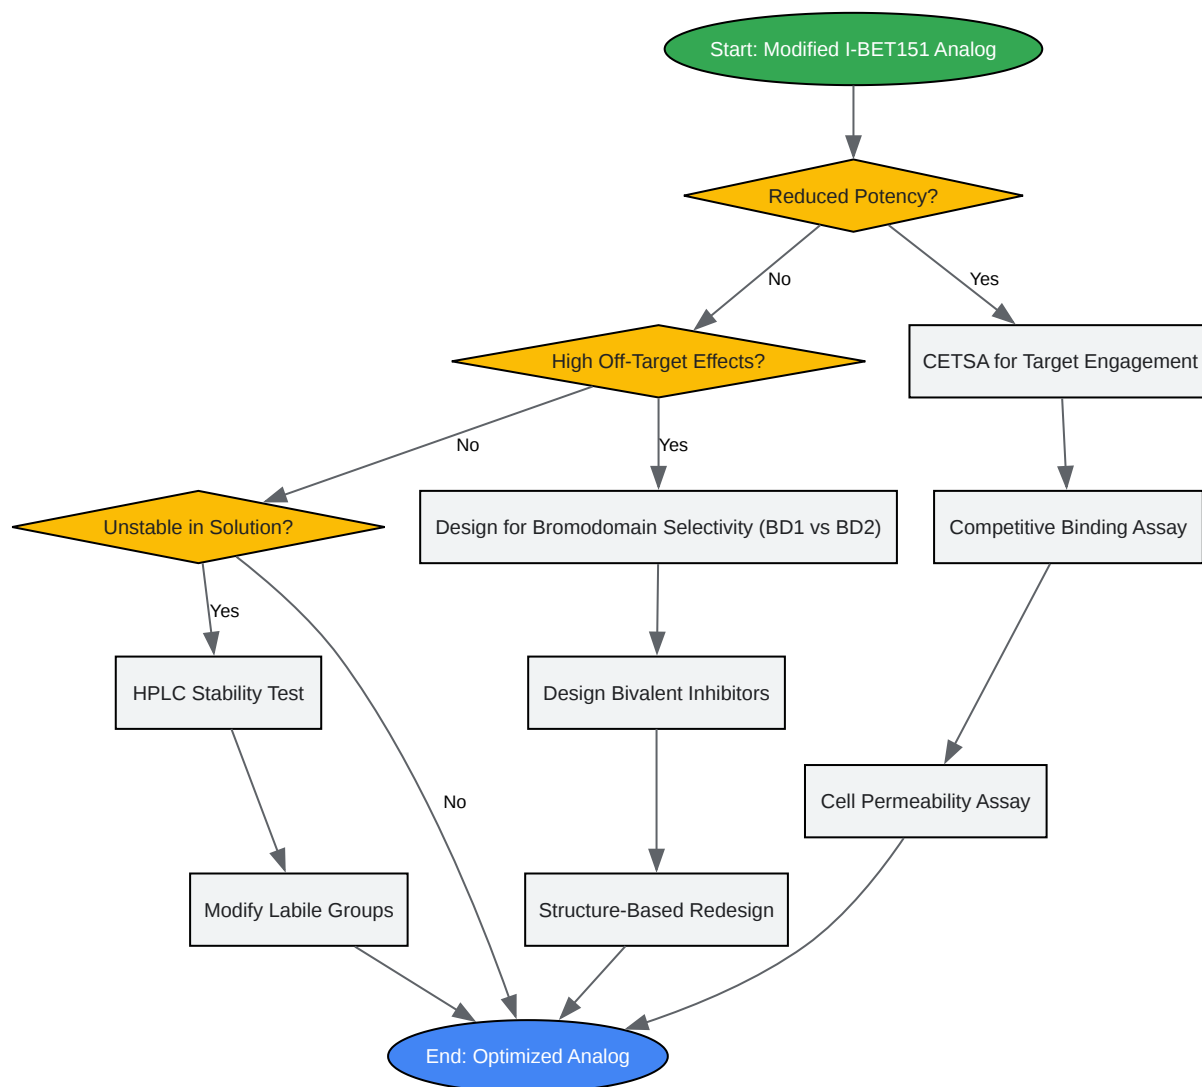 Start: Modified I-BET151 Analog
Reduced Potency?
No
Yes
High Off-Target Effects?
CETSA for Target Engagement
No
Yes
Unstable in Solution?
Design for Bromodomain Selectivity (BD1 vs BD2)
Competitive Binding Assay
Yes
HPLC Stability Test
Design Bivalent Inhibitors
No
Cell Permeability Assay
Modify Labile Groups
Structure-Based Redesign
End: Optimized Analog